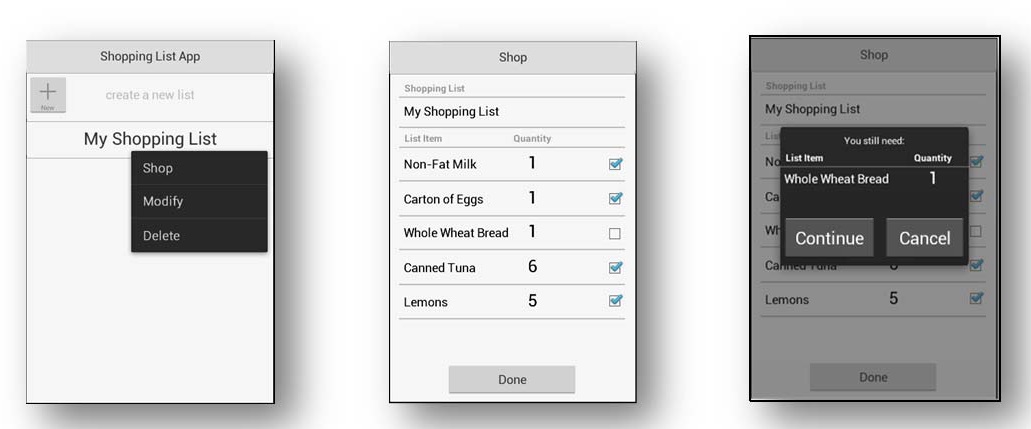 Shopping List App
New
create a new list
My Shopping List
Shop
Modify
Delete
Shop
Shopping List
My Shopping List
List Item Quantity
Non-Fat Milk 1
Carton of Eggs 1
Whole Wheat Bread 1
Canned Tuna 6
Lemons 5
Done
Shop
Shopping List
My Shopping List
Lis
You still need:
List Item Quantity
No
Whole Wheat Bread 1
Ca
Wh
Continue Cancel
Canned Tuna 6
Lemons 5
Done